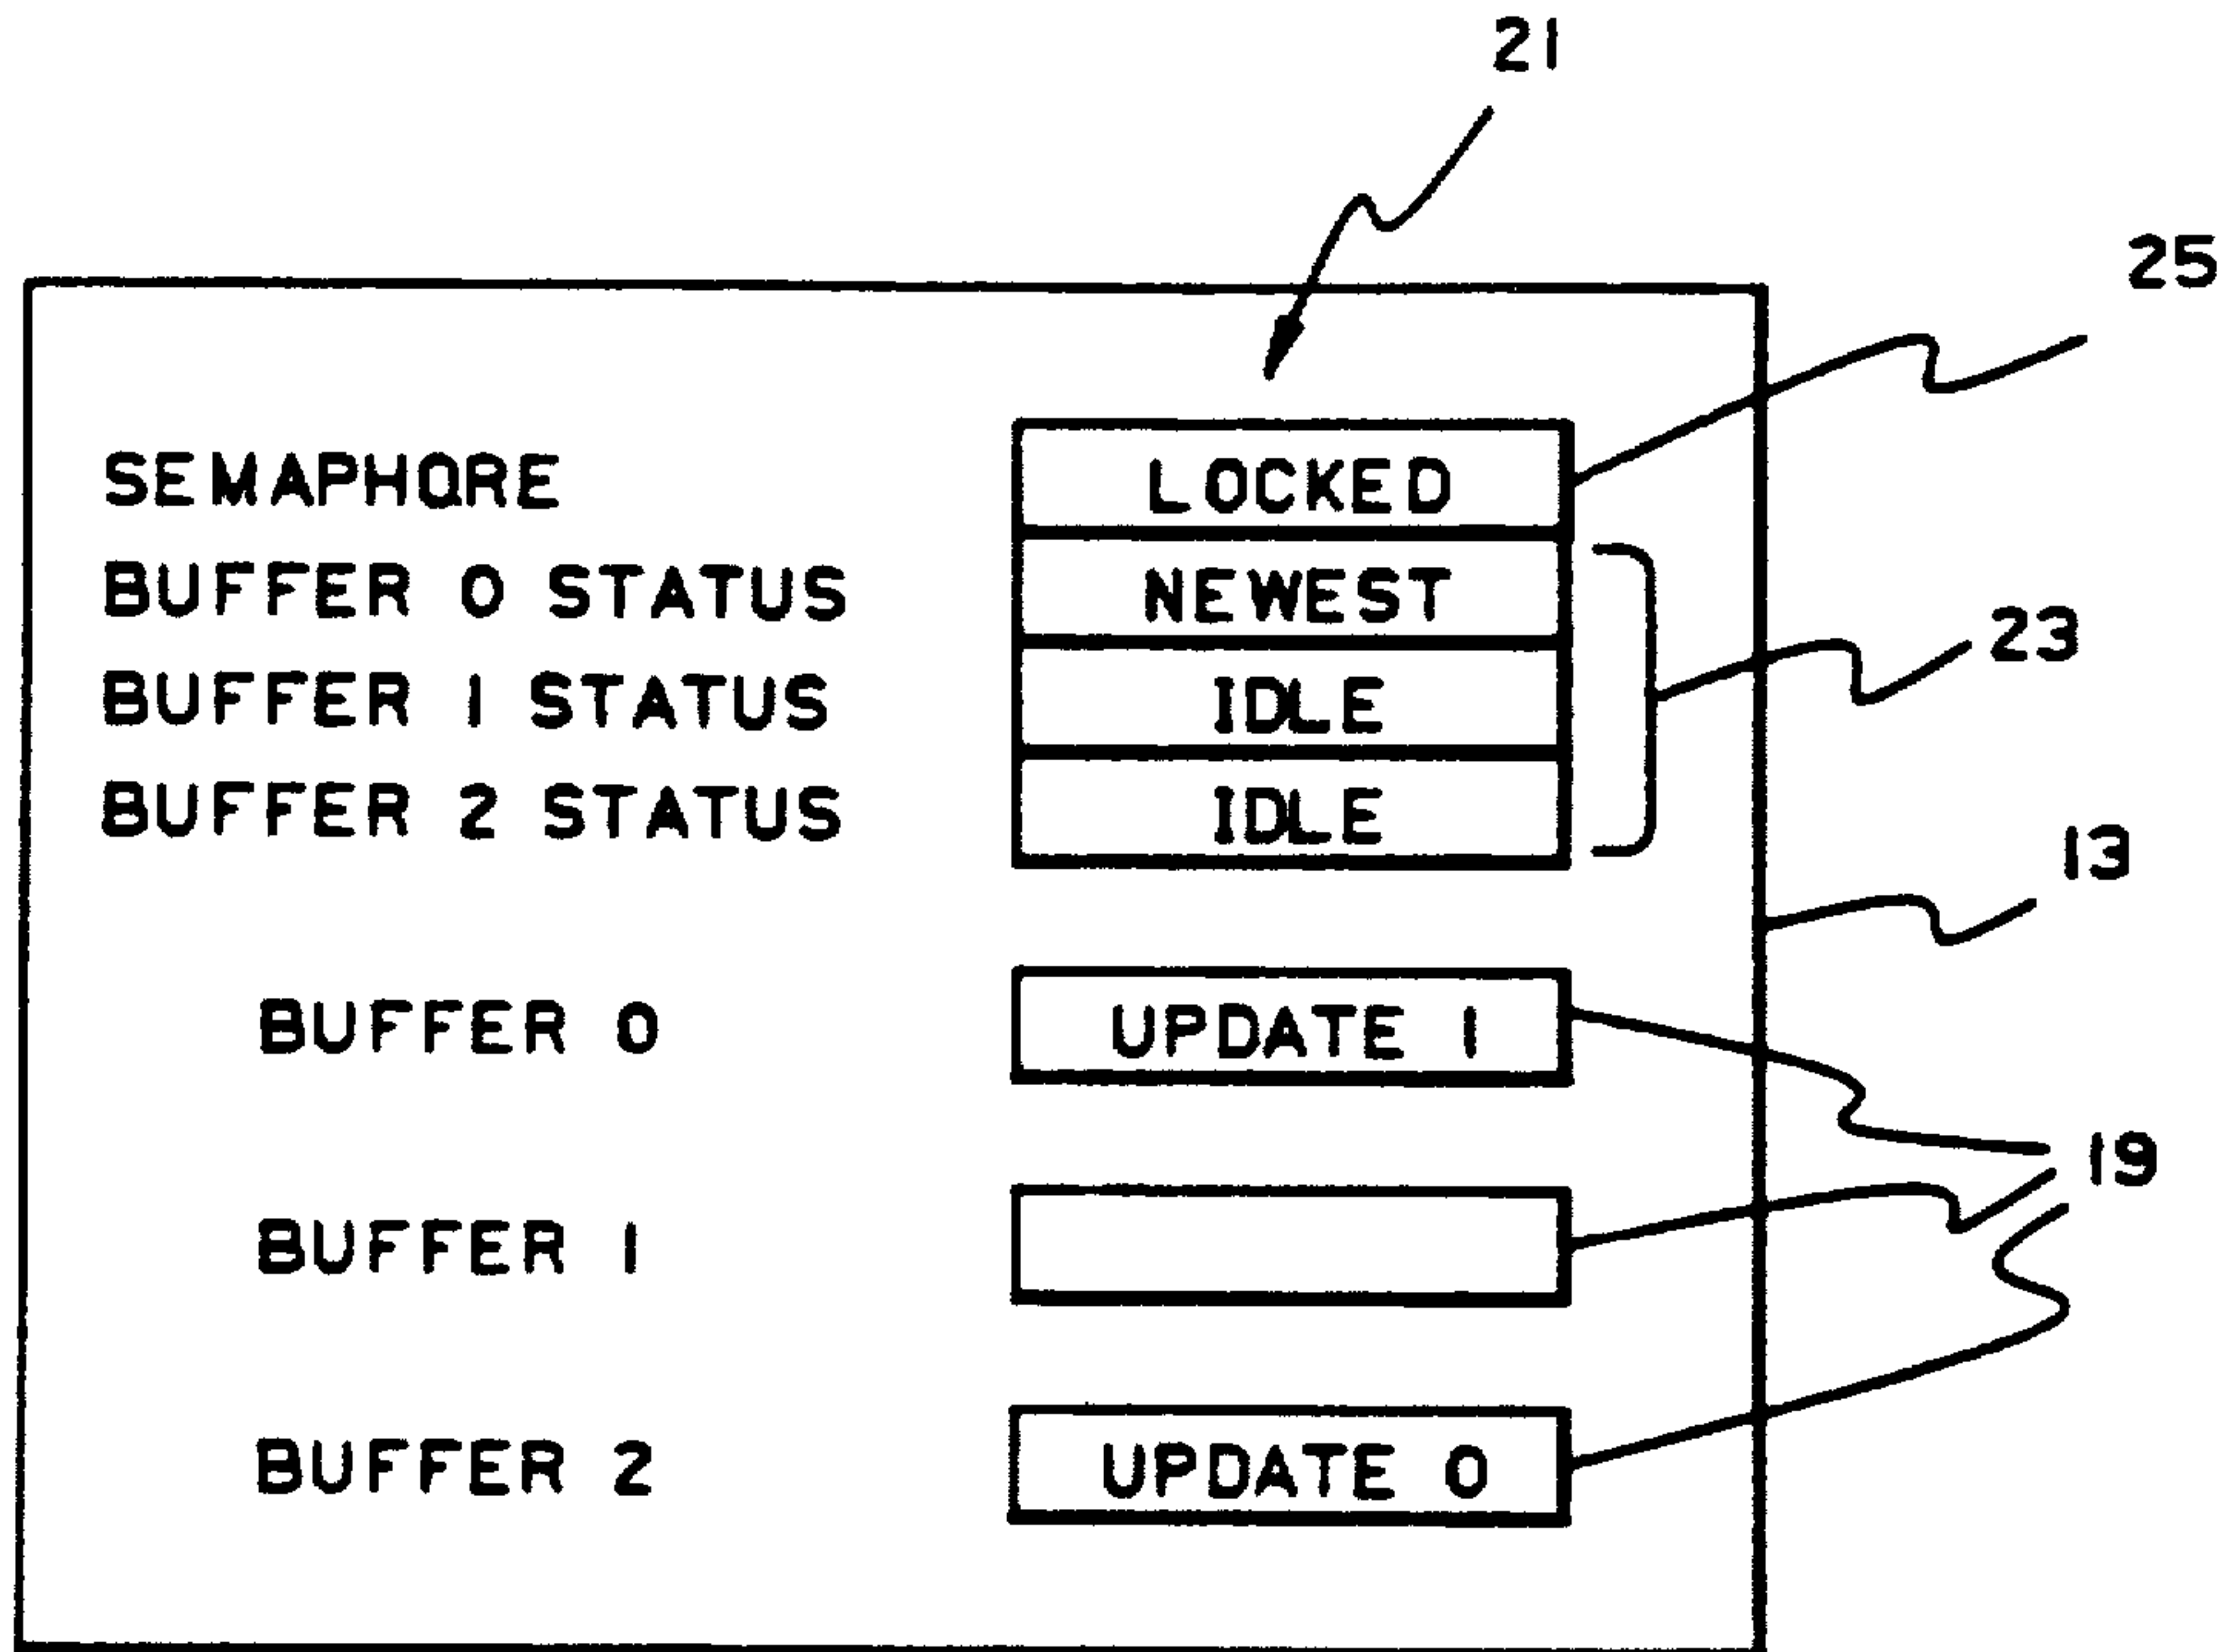 21
25
SEMAPHORE LOCKED
BUFFER 0 STATUS NEWEST
23
BUFFER 1 STATUS IDLE
BUFFER 2 STATUS IDLE
13
BUFFER 0 UPDATE 1
19
BUFFER 1
BUFFER 2 UPDATE 0